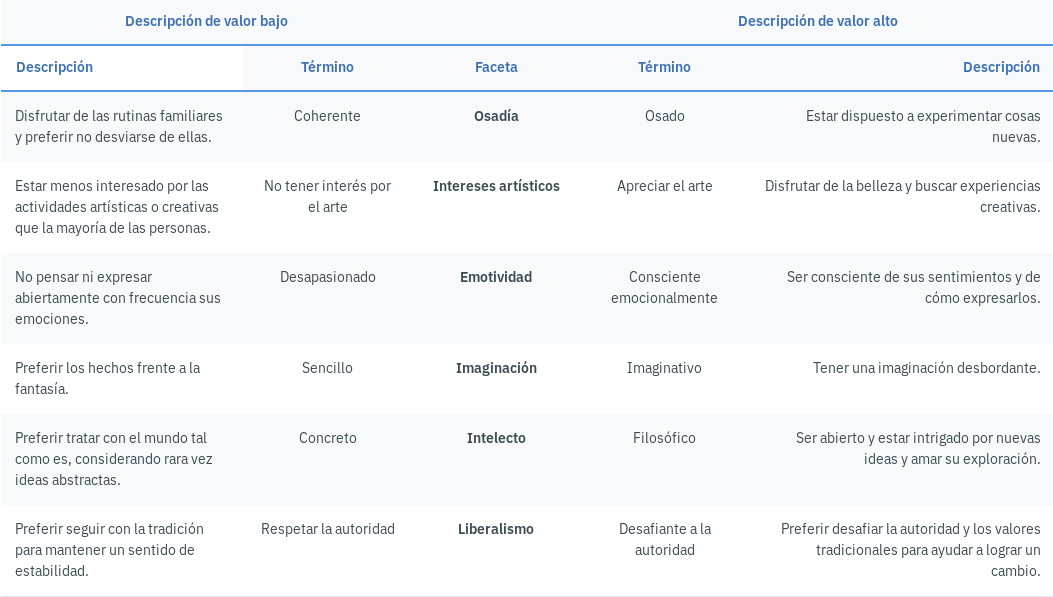 Descripción de valor bajo Descripción de valor alto
Descripción Término Faceta Término Descripción
Disfrutar de las rutinas familiares Coherente Osadía Osado Estar dispuesto a experimentar cosas
y preferir no desviarse de ellas. nuevas.
Estar menos interesado por las No tener interés por Intereses artísticos Apreciar el arte Disfrutar de la belleza y buscar experiencias
actividades artísticas o creativas el arte creativas.
que la mayoría de las personas.
No pensar ni expresar Desapasionado Emotividad Consciente Ser consciente de sus sentimientos y de
abiertamente con frecuencia sus emocionalmente cómo expresarlos.
emociones.
Preferir los hechos frente a la Sencillo Imaginación Imaginativo Tener una imaginación desbordante.
fantasía.
Preferir tratar con el mundo tal Concreto Intelecto Filosófico Ser abierto y estar intrigado por nuevas
como es, considerando rara vez ideas y amar su exploración.
ideas abstractas.
Preferir seguir con la tradición Respetar la autoridad Liberalismo Desafiante a la Preferir desafiar la autoridad y los valores
para mantener un sentido de autoridad tradicionales para ayudar a lograr un
estabilidad. cambio.